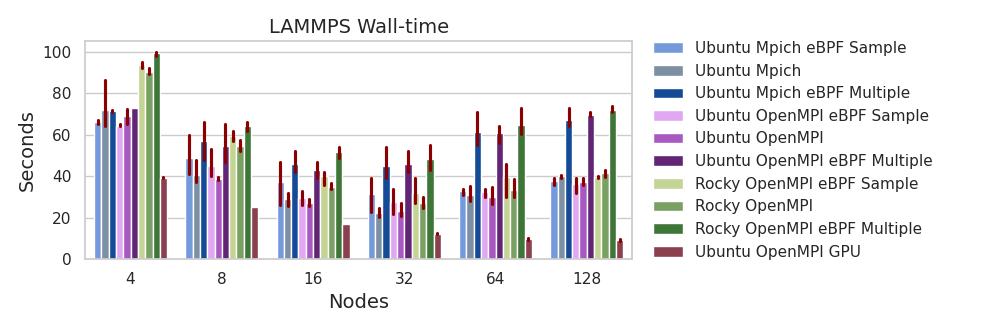 LAMMPS Wall-time
Seconds
100
80
60
40
20
0
4 8 16 32 64 128
Nodes
Ubuntu Mpich eBPF Sample
Ubuntu Mpich
Ubuntu Mpich eBPF Multiple
Ubuntu OpenMPI eBPF Sample
Ubuntu OpenMPI
Ubuntu OpenMPI eBPF Multiple
Rocky OpenMPI eBPF Sample
Rocky OpenMPI
Rocky OpenMPI eBPF Multiple
Ubuntu OpenMPI GPU